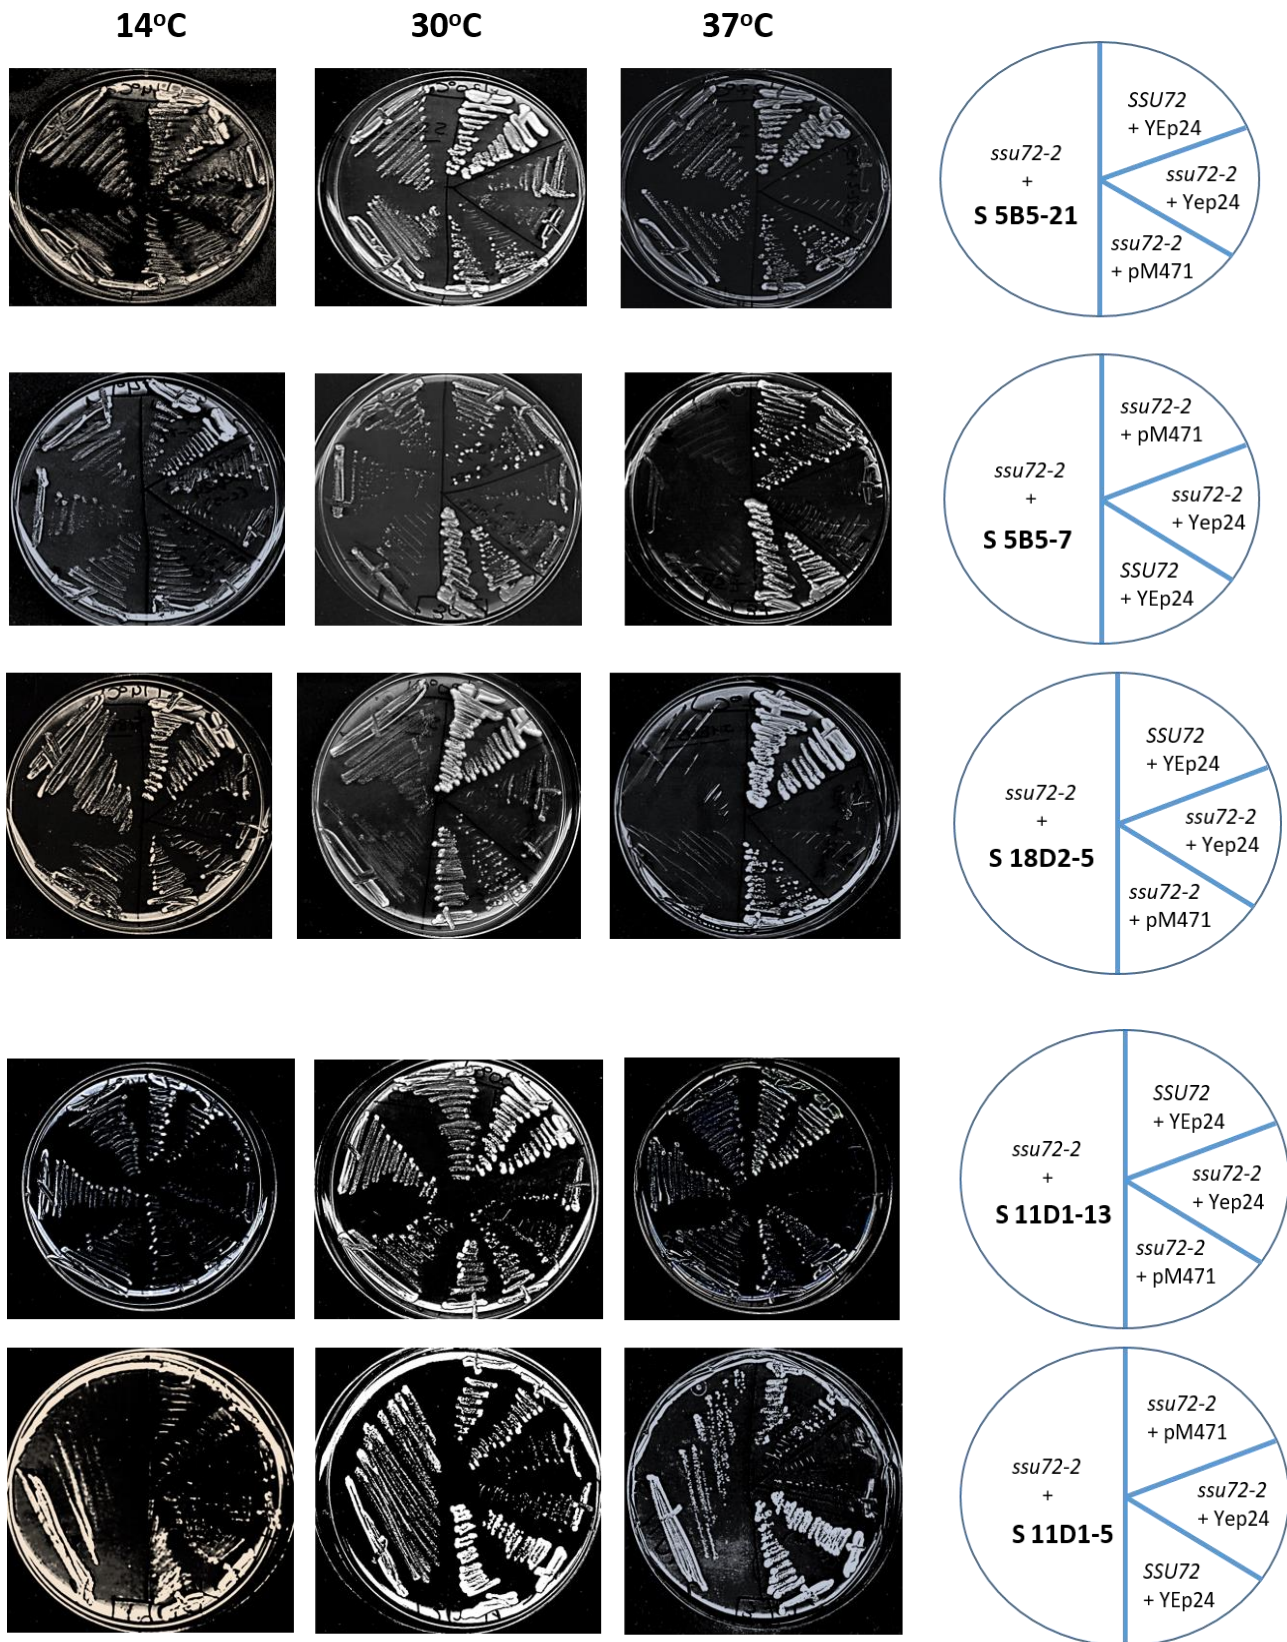 14°C 30°C 37°C
SSU72
+ YEp24
ssu72-2
+
S 5B5-21
ssu72-2
+ Yep24
ssu72-2
+ pM471
ssu72-2
+ pM471
ssu72-2
+
S 5B5-7
ssu72-2
+ Yep24
SSU72
+ YEp24
SSU72
+ YEp24
ssu72-2
+
S 18D2-5
ssu72-2
+ Yep24
ssu72-2
+ pM471
SSU72
+ YEp24
ssu72-2
+
S 11D1-13
ssu72-2
+ Yep24
ssu72-2
+ pM471
ssu72-2
+ pM471
ssu72-2
+
S 11D1-5
ssu72-2
+ Yep24
SSU72
+ YEp24